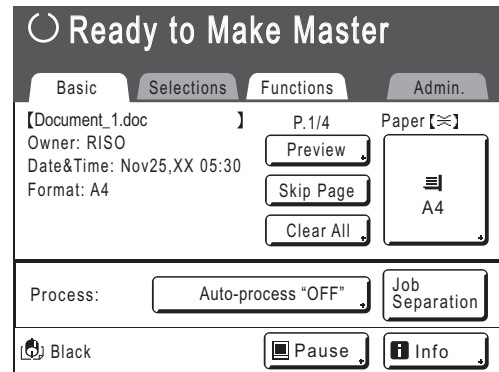 Ready to Make Master
Basic Selections Functions Admin.
【Document_1.doc 】 P.1/4 Paper【≍】
Owner: RISO
Preview
Date&Time: Nov25,XX 05:30
Format: A4
Skip Page
A4
Clear All
Process: Auto-process “OFF”
Job
Separation
Black Pause Info